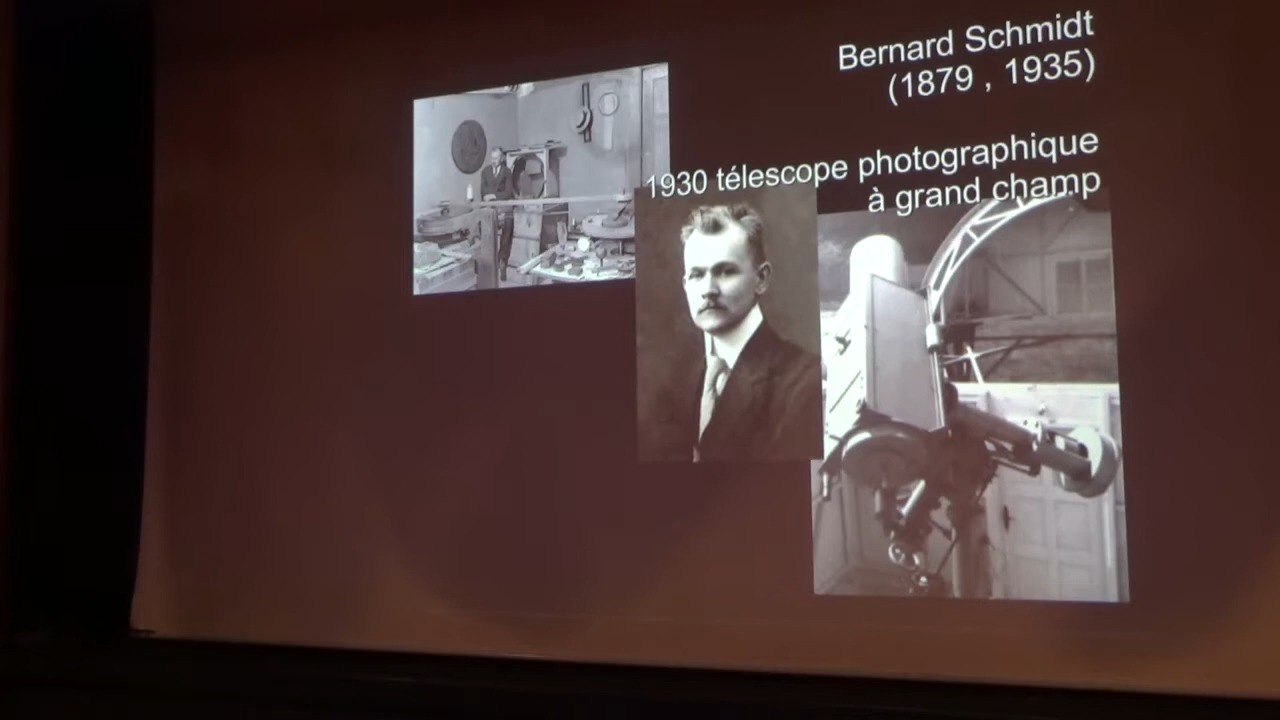 Bernard Schmidt
(1879 , 1935)
1930 télescope photographique
à grand champ